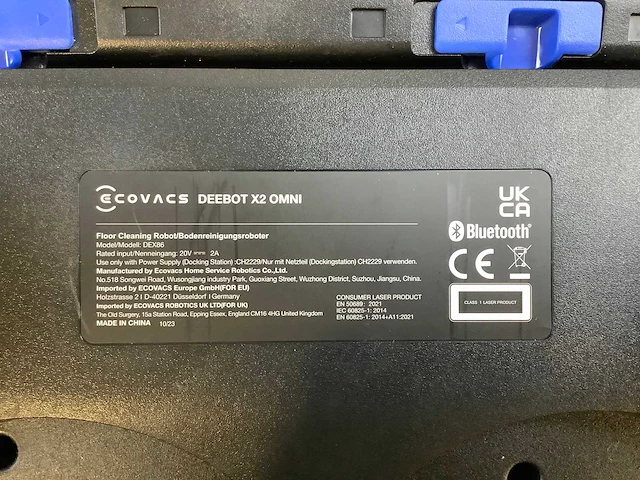 ECOVACS DEEBOT X2 OMNI
UK
CA
Floor Cleaning Robot/Bodenreinigungsroboter
Model/Modell: DEX86
Rated input/Nenneingang: 20V 2A
Use only with Power Supply (Docking Station) :CH2229/Nur mit Netzteil (Dockingstation) CH2229 verwenden.
Manufactured by Ecovacs Home Service Robotics Co.,Ltd.
No.518 Songwei Road, Wusongjiang Industry Park, Guoxiang Street, Wuzhong District, Suzhou, Jiangsu, China.
Imported by ECOVACS Europe GmbH(FOR EU)
Holzstrasse 2 I D-40221 Düsseldorf I Germany
Imported by ECOVACS ROBOTICS UK LTD(FOR UK)
The Old Surgery, 15a Station Road, Epping Essex, England CM16 4HG United Kingdom
MADE IN CHINA 10/23
CONSUMER LASER PRODUCT
EN 50689: 2021
IEC 60825-1: 2014
EN 60825-1: 2014+A11:2021
Bluetooth®
CE
CLASS 1 LASER PRODUCT